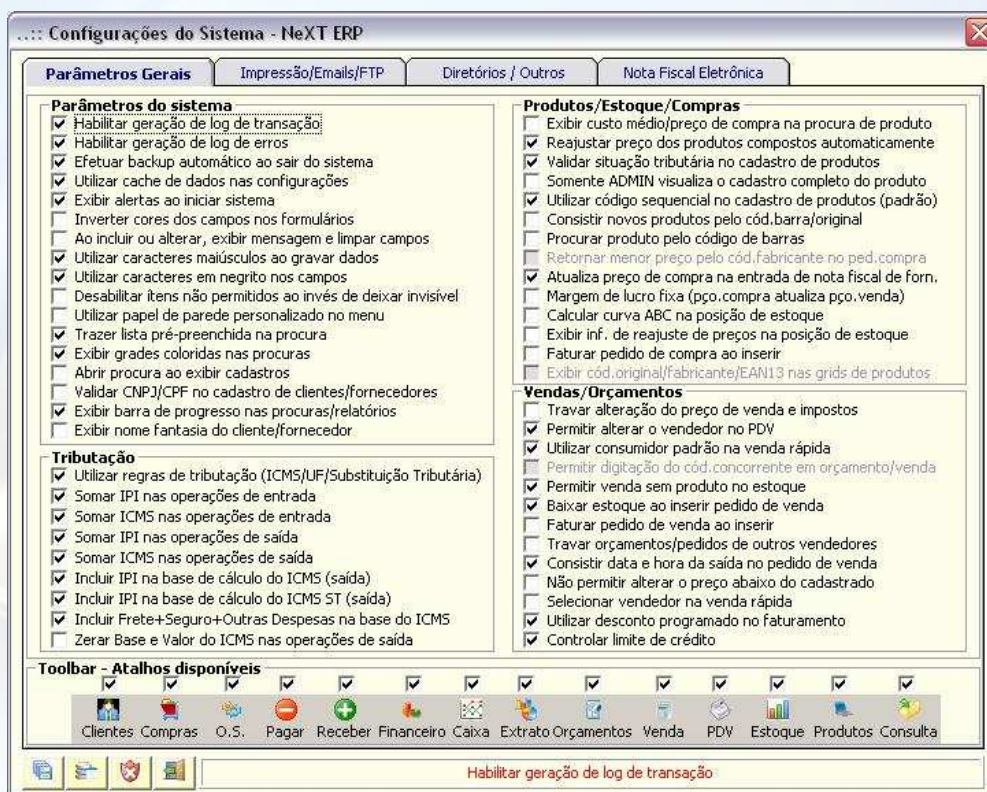 ..:: Configurações do Sistema - NeXT ERP
Parâmetros Gerais
Impressão/Emails/FTP
Diretórios / Outros
Nota Fiscal Eletrônica
Parâmetros do sistema
Habilitar geração de log de transação
Habilitar geração de log de erros
Efetuar backup automático ao sair do sistema
Utilizar cache de dados nas configurações
Exibir alertas ao iniciar sistema
Inverter cores dos campos nos formulários
Ao incluir ou alterar, exibir mensagem e limpar campos
Utilizar caracteres maiúsculos ao gravar dados
Utilizar caracteres em negrito nos campos
Desabilitar ítens não permitidos ao invés de deixar invisível
Utilizar papel de parede personalizado no menu
Trazer lista pré-preenchida na procura
Exibir grades coloridas nas procuras
Abrir procura ao exibir cadastros
Validar CNPJ/CPF no cadastro de clientes/fornecedores
Exibir barra de progresso nas procuras/relatórios
Exibir nome fantasia do cliente/fornecedor
Tributação
Utilizar regras de tributação (ICMS/UF/Substituição Tributária)
Somar IPI nas operações de entrada
Somar ICMS nas operações de entrada
Somar IPI nas operações de saída
Somar ICMS nas operações de saída
Incluir IPI na base de cálculo do ICMS (saída)
Incluir IPI na base de cálculo do ICMS ST (saída)
Incluir Frete+Seguro+Outras Despesas na base do ICMS
Zerar Base e Valor do ICMS nas operações de saída
Produtos/Estoque/Compras
Exibir custo médio/preço de compra na procura de produto
Reajustar preço dos produtos compostos automaticamente
Validar situação tributária no cadastro de produtos
Somente ADMIN visualiza o cadastro completo do produto
Utilizar código sequencial no cadastro de produtos (padrão)
Consistir novos produtos pelo cód.barra/original
Procurar produto pelo código de barras
Retornar menor preço pelo cód.fabricante no ped.compra
Atualiza preço de compra na entrada de nota fiscal de forn.
Margem de lucro fixa (pço.compra atualiza pço.venda)
Calcular curva ABC na posição de estoque
Exibir inf. de reajuste de preços na posição de estoque
Faturar pedido de compra ao inserir
Exibir cód.original/fabricante/EAN13 nas grids de produtos
Vendas/Orçamentos
Travar alteração do preço de venda e impostos
Permitir alterar o vendedor no PDV
Utilizar consumidor padrão na venda rápida
Permitir digitação do cód.concorrente em orçamento/venda
Permitir venda sem produto no estoque
Baixar estoque ao inserir pedido de venda
Faturar pedido de venda ao inserir
Travar orçamentos/pedidos de outros vendedores
Consistir data e hora da saída no pedido de venda
Não permitir alterar o preço abaixo do cadastrado
Selecionar vendedor na venda rápida
Utilizar desconto programado no faturamento
Controlar limite de crédito
Toolbar - Atalhos disponíveis
Clientes Compras O.S. Pagar Receber Financeiro Caixa Extrato Orçamentos Venda PDV Estoque Produtos Consulta
Habilitar geração de log de transação